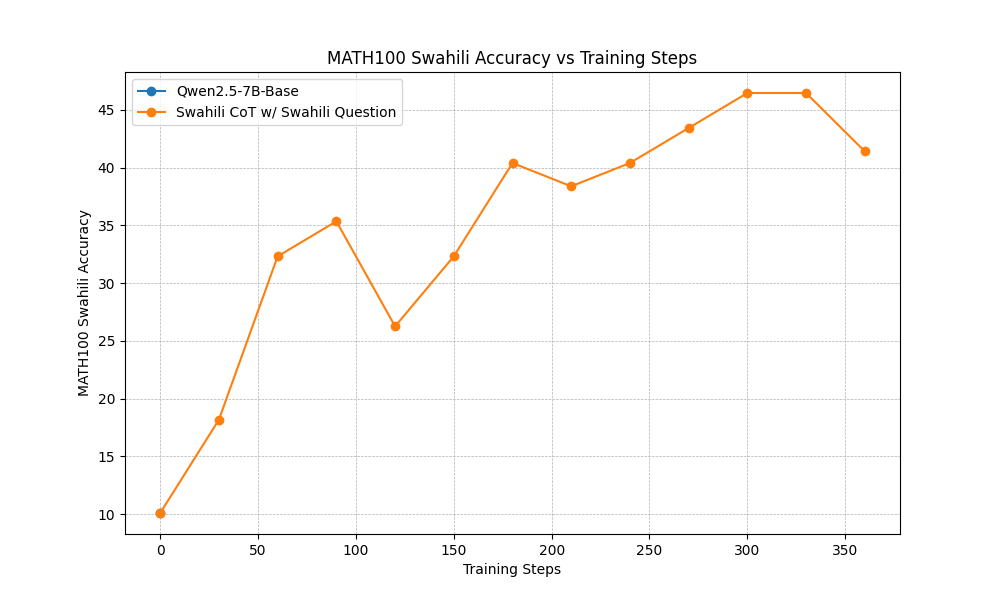 MATH100 Swahili Accuracy vs Training Steps
Qwen2.5-7B-Base
Swahili CoT w/ Swahili Question
MATH100 Swahili Accuracy
45
40
35
30
25
20
15
10
0 50 100 150 200 250 300 350
Training Steps